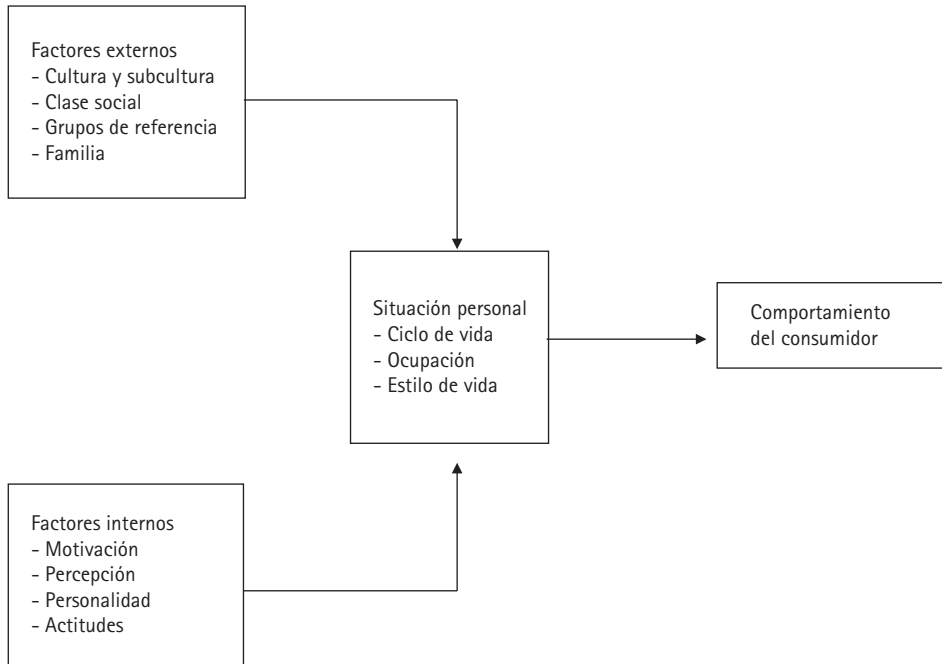 Factores externos
- Cultura y subcultura
- Clase social
- Grupos de referencia
- Familia
Situación personal
- Ciclo de vida
- Ocupación
- Estilo de vida
Comportamiento
del consumidor
Factores internos
- Motivación
- Percepción
- Personalidad
- Actitudes